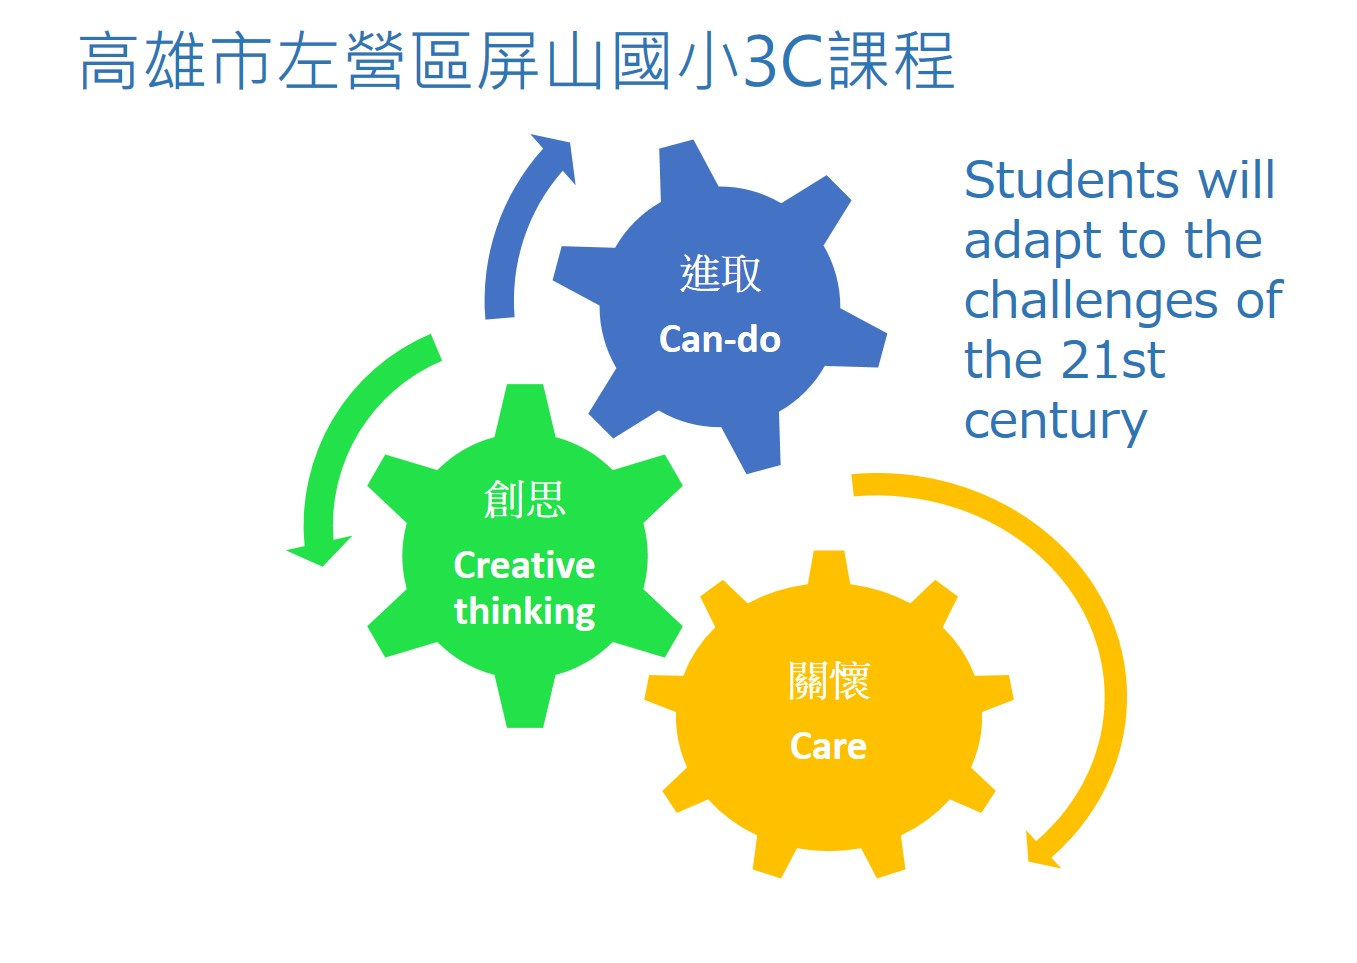 高雄市左營區屏山國小3C課程
Students will
adapt to the
challenges of
the 21st
century
進取
Can-do
創思
Creative
thinking
關懷
Care